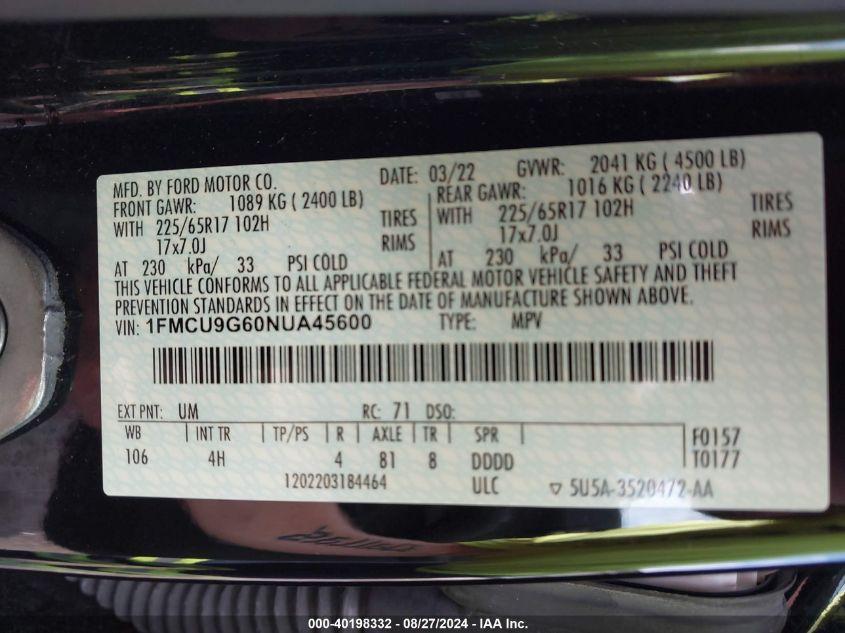 MFD. BY FORD MOTOR CO. DATE: 03/22 GVWR: 2041 KG ( 4500 LB)
FRONT GAWR: 1089 KG ( 2400 LB) REAR GAWR: 1016 KG ( 2240 LB)
WITH 225/65R17 102H TIRES WITH 225/65R17 102H TIRES
17x7.0J RIMS 17x7.0J RIMS
AT 230 kPa/ 33 PSI COLD AT 230 kPa/ 33 PSI COLD
THIS VEHICLE CONFORMS TO ALL APPLICABLE FEDERAL MOTOR VEHICLE SAFETY AND THEFT
PREVENTION STANDARDS IN EFFECT ON THE DATE OF MANUFACTURE SHOWN ABOVE.
VIN: 1FMCU9G60NUA45600 TYPE: MPV
EXT PNT: UM RC: 71 DSO:
WB INT TR TP/PS R AXLE TR SPR F0157
106 4H 4 81 8 DDDD T0177
1202203184464 ULC ▽ 5U5A-3520472-AA
000-40198332 - 08/27/2024 - IAA Inc.